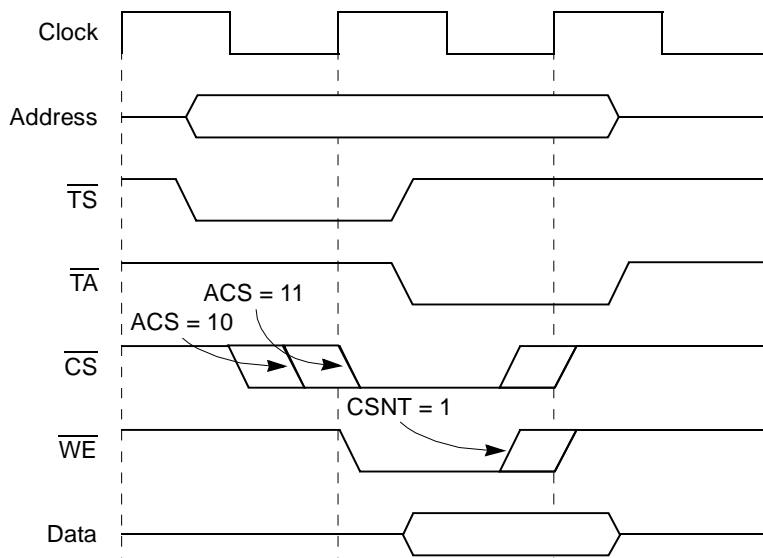 Clock
Address
TS
TA
ACS = 11
ACS = 10
CS
CSNT = 1
WE
Data